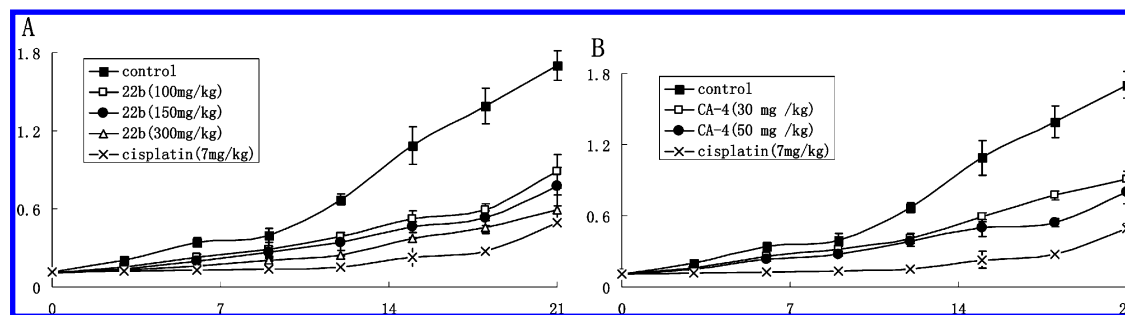 A
1.8
1.2
0.6
0
control
22b(100mg/kg)
22b(150mg/kg)
22b(300mg/kg)
cisplatin(7mg/kg)
0 7 14 21
B
1.8
1.2
0.6
0
control
CA-4(30 mg /kg)
CA-4(50 mg /kg)
cisplatin(7mg/kg)
0 7 14